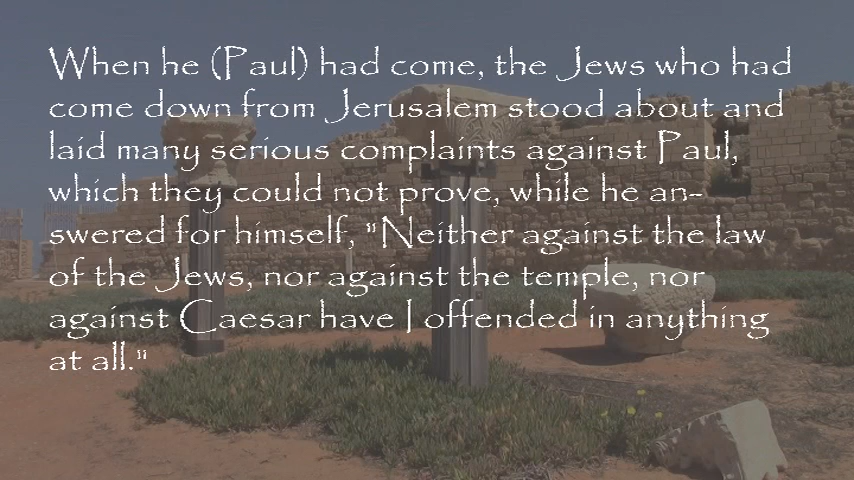 When he (Paul) had come, the Jews who had
come down from Jerusalem stood about and
laid many serious complaints against Paul,
which they could not prove, while he an-
swered for himself, "Neither against the law
of the Jews, nor against the temple, nor
against Caesar have I offended in anything
at all."